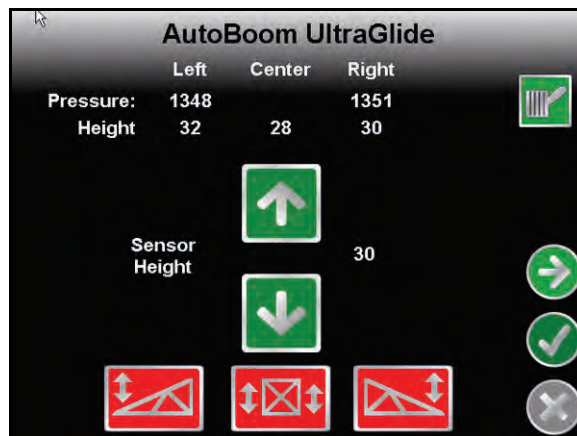 AutoBoom UltraGlide
Left Center Right
Pressure: 1348 1351
Height 32 28 30
Sensor 30
Height